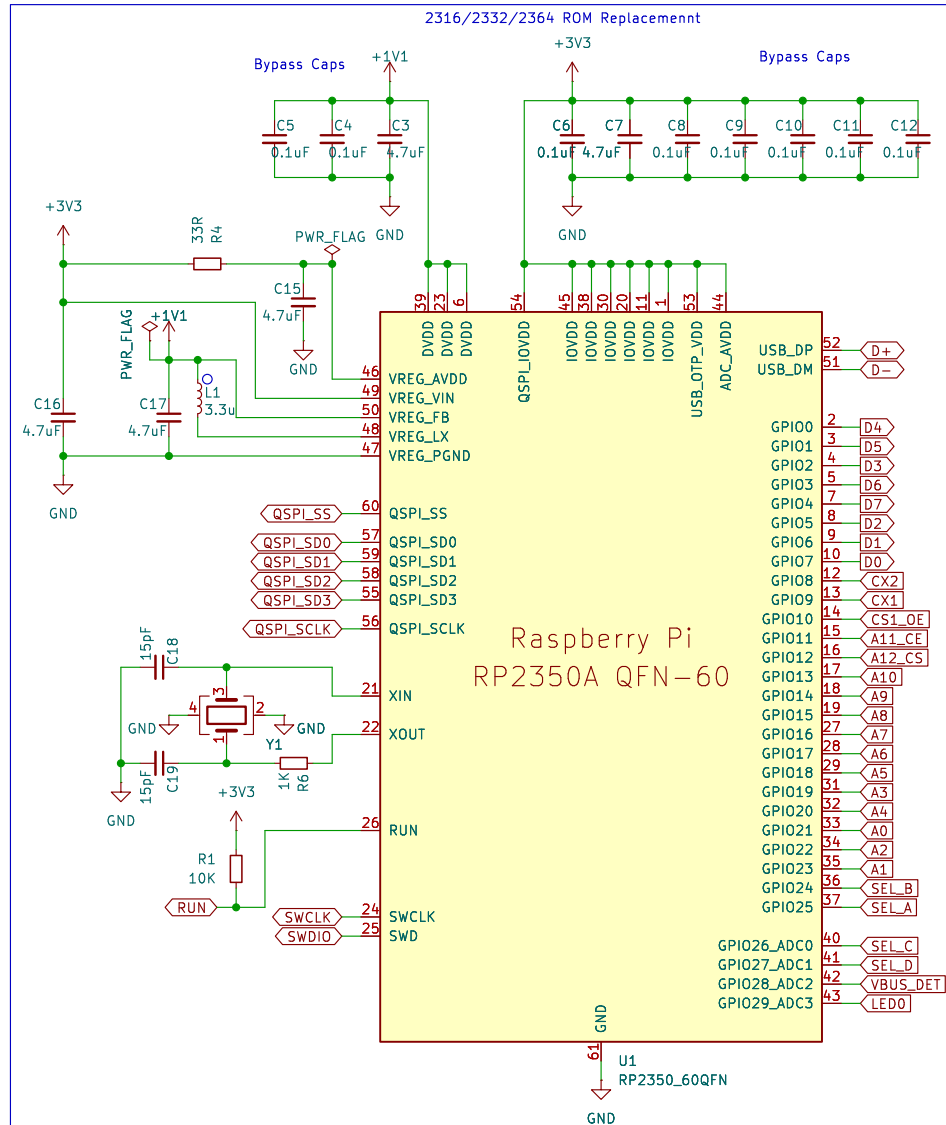 2316/2332/2364 ROM Replacemennt
Bypass Caps
+1V1
+3V3
Bypass Caps
C5
0.1uF
C4
0.1uF
C3
4.7uF
C6
0.1uF
C7
4.7uF
C8
0.1uF
C9
0.1uF
C10
0.1uF
C11
0.1uF
C12
0.1uF
GND
GND
+3V3
33R
R4
PWR_FLAG
C15
4.7uF
GND
PWR_FLAG
+1V1
L1
3.3u
C16
4.7uF
C17
4.7uF
GND
39 DVDD
23 DVDD
6 DVDD
54 QSPI_IOVDD
45 IOVDD
38 IOVDD
30 IOVDD
20 IOVDD
11 IOVDD
1 IOVDD
53 USB_OTP_VDD
44 ADC_AVDD
46 VREG_AVDD
49 VREG_VIN
50 VREG_FB
48 VREG_LX
47 VREG_PGND
QSPI_SS 60 QSPI_SS
QSPI_SD0 57 QSPI_SD0
QSPI_SD1 59 QSPI_SD1
QSPI_SD2 58 QSPI_SD2
QSPI_SD3 55 QSPI_SD3
QSPI_SCLK 56 QSPI_SCLK
15pF
C18
21 XIN
GND
4
3
2
1
GND
Y1
22 XOUT
15pF
C19
1K
R6
GND
+3V3
R1
10K
26 RUN
RUN
SWCLK 24 SWCLK
SWDIO 25 SWD
Raspberry Pi
RP2350A QFN-60
USB_DP 52 D+
USB_DM 51 D-
GPIO0 2 D4
GPIO1 3 D5
GPIO2 4 D3
GPIO3 5 D6
GPIO4 7 D7
GPIO5 8 D2
GPIO6 9 D1
GPIO7 10 D0
GPIO8 12 CX2
GPIO9 13 CX1
GPIO10 14 CS1_OE
GPIO11 15 A11_CE
GPIO12 16 A12_CS
GPIO13 17 A10
GPIO14 18 A9
GPIO15 19 A8
GPIO16 27 A7
GPIO17 28 A6
GPIO18 29 A5
GPIO19 31 A3
GPIO20 32 A4
GPIO21 33 A0
GPIO22 34 A2
GPIO23 35 A1
GPIO24 36 SEL_B
GPIO25 37 SEL_A
GPIO26_ADC0 40 SEL_C
GPIO27_ADC1 41 SEL_D
GPIO28_ADC2 42 VBUS_DET
GPIO29_ADC3 43 LED0
GND
61
U1
RP2350_60QFN
GND